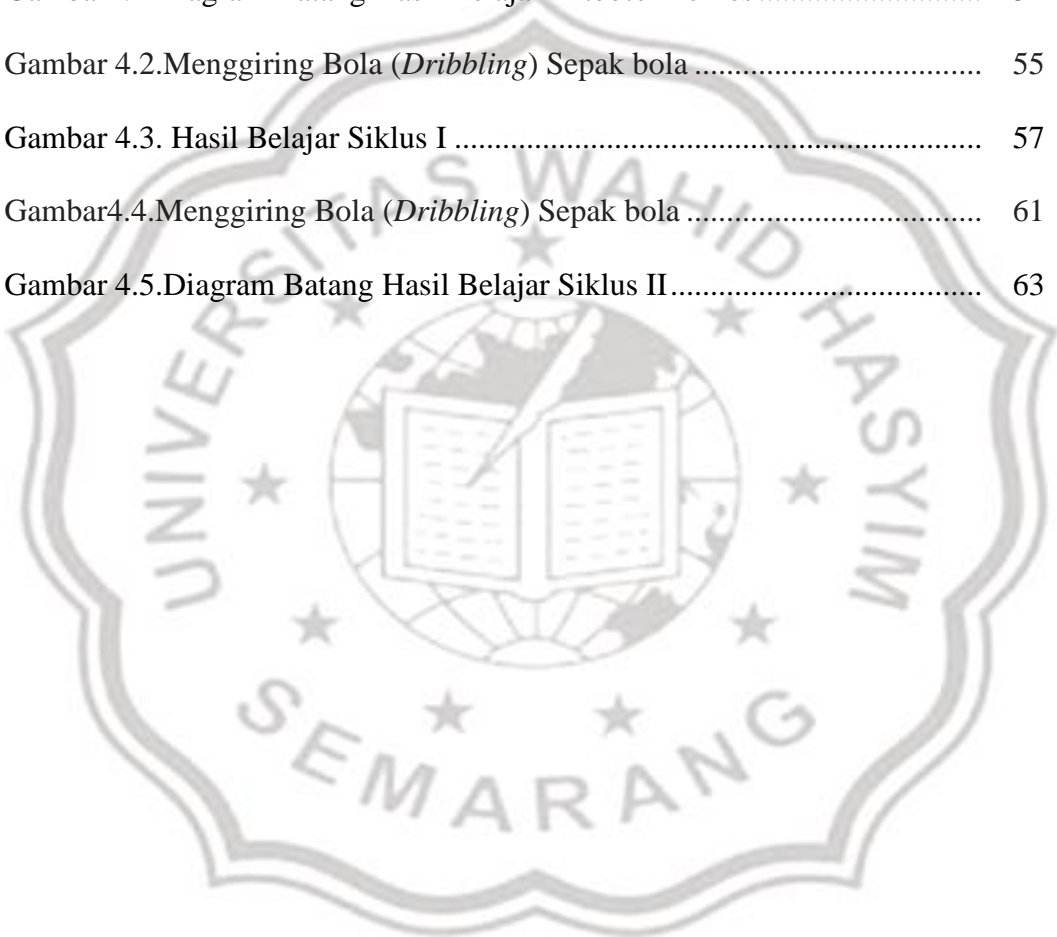 Gambar 4.2.Menggiring Bola (Dribbling) Sepak bola .................................... 55
Gambar 4.3. Hasil Belajar Siklus I .................................................................. 57
Gambar4.4.Menggiring Bola (Dribbling) Sepak bola ..................................... 61
Gambar 4.5.Diagram Batang Hasil Belajar Siklus II....................................... 63
UNIVERSITAS WAHID HASYIM
SEMARANG